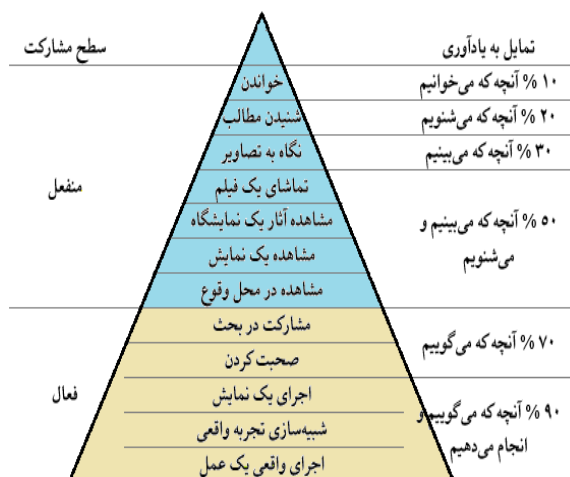 تمایل به یادآوری
سطح مشارکت
۱۰ % آنچه که می‌خوانیم
خواندن
۲۰ % آنچه که می‌شنویم
شنیدن مطالب
۳۰ % آنچه که می‌بینیم
نگاه به تصاویر
۵۰ % آنچه که می‌بینیم و
می‌شنویم
تماشای یک فیلم
مشاهده آثار یک نمایشگاه
مشاهده یک نمایش
مشاهده در محل وقوع
منفعل
۷۰ % آنچه که می‌گوییم
مشارکت در بحث
صحبت کردن
۹۰ % آنچه که می‌گوییم و
انجام می‌دهیم
اجرای یک نمایش
شبیه‌سازی تجربه واقعی
اجرای واقعی یک عمل
فعال